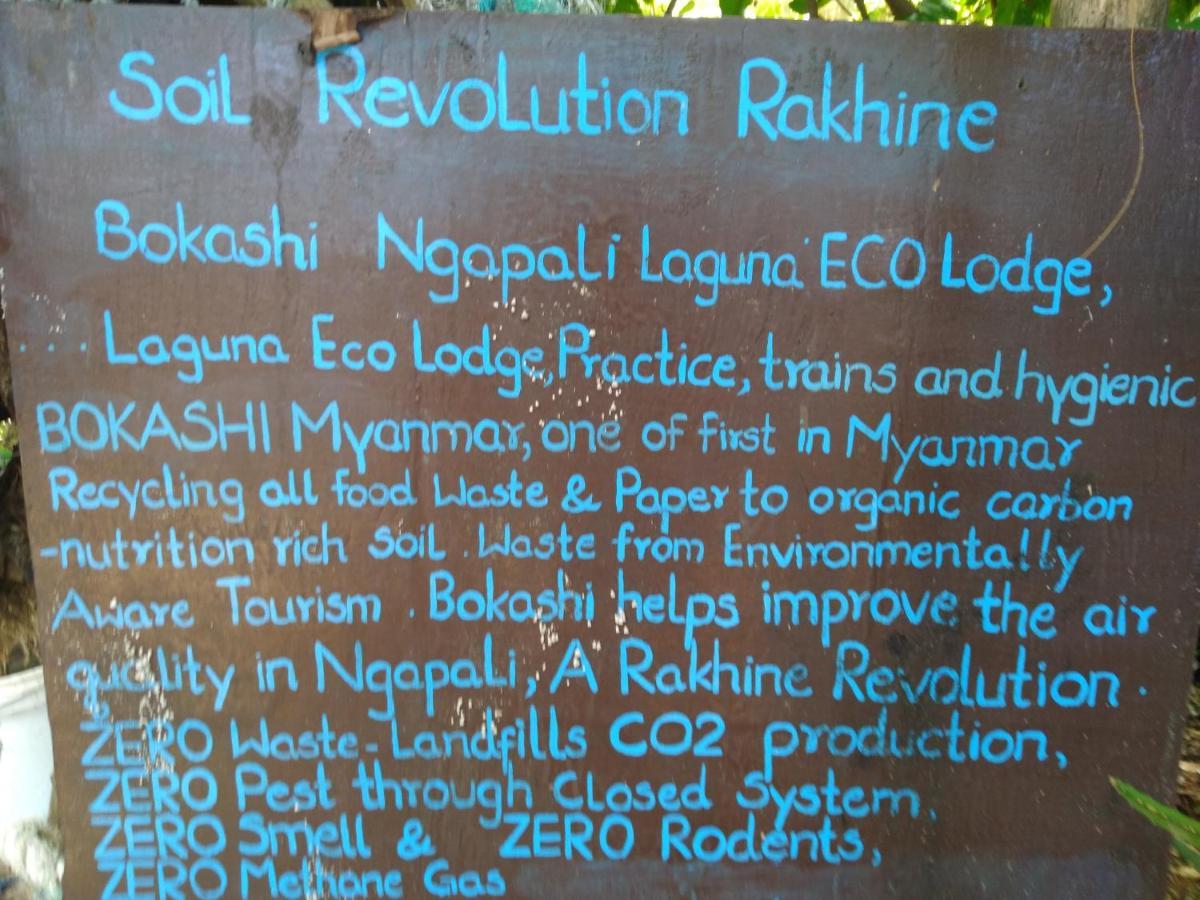 Soil Revolution Rakhine
Bokashi Ngapali Laguna ECO Lodge,
... Laguna Eco Lodge, Practice, trains and hygienic
BOKASHI Myanmar, one of first in Myanmar
Recycling all food Waste & Paper to organic carbon
-nutrition rich Soil. Waste from Environmentally
Aware Tourism. Bokashi helps improve the air
quality in Ngapali, A Rakhine Revolution.
ZERO Waste-Landfills CO2 production,
ZERO Pest through Closed System.
ZERO Smell & ZERO Rodents,
ZERO Methane Gas